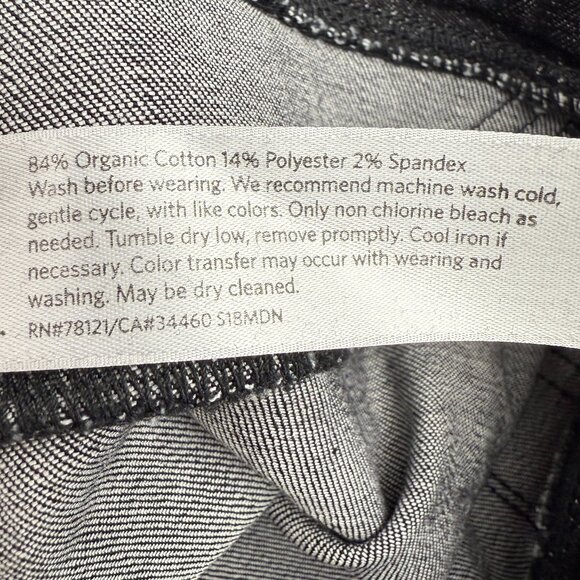 84% Organic Cotton 14% Polyester 2% Spandex
Wash before wearing. We recommend machine wash cold,
gentle cycle, with like colors. Only non chlorine bleach as
needed. Tumble dry low, remove promptly. Cool iron if
necessary. Color transfer may occur with wearing and
washing. May be dry cleaned.
RN#78121/CA#34460 S18MDN